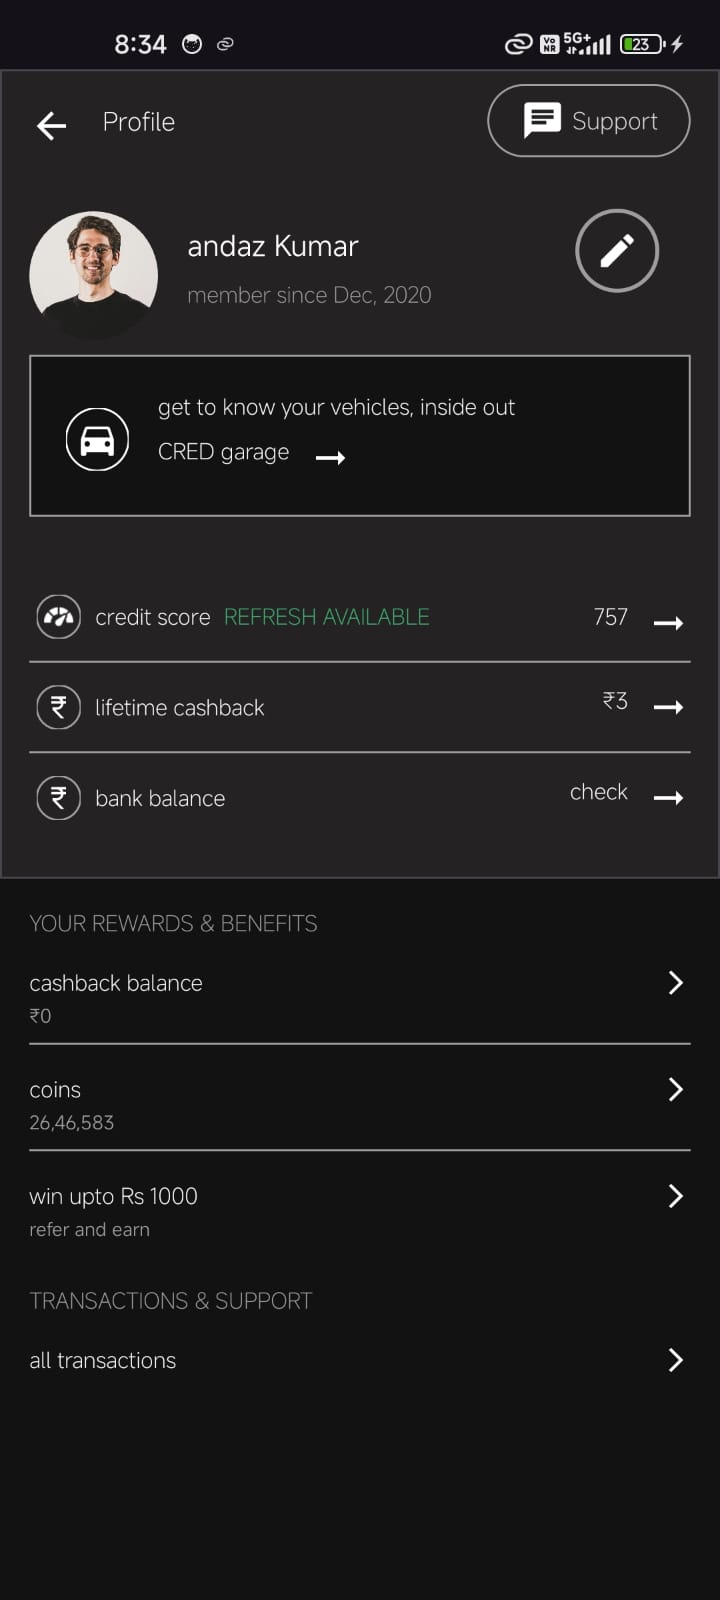 8:34
Vo
NR
5G+
23
Profile
Support
andaz Kumar
member since Dec, 2020
get to know your vehicles, inside out
CRED garage
credit score REFRESH AVAILABLE 757
lifetime cashback ₹3
bank balance check
YOUR REWARDS & BENEFITS
cashback balance
₹0
coins
26,46,583
win upto Rs 1000
refer and earn
TRANSACTIONS & SUPPORT
all transactions